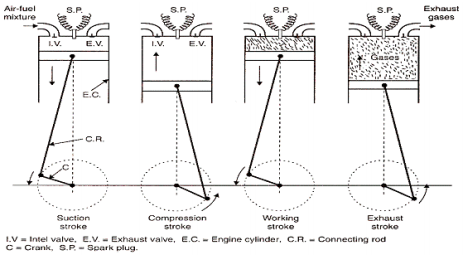 Air-fuel mixture
S.P. S.P. S.P. S.P.
Exhaust gases
I.V. E.V. I.V. E.V.
Gases
E.C.
C.R.
C
Suction stroke
Compression stroke
Working stroke
Exhaust stroke
I.V = Intel valve, E.V. = Exhaust valve, E.C. = Engine cylinder, C.R. = Connecting rod
C = Crank, S.P. = Spark plug.